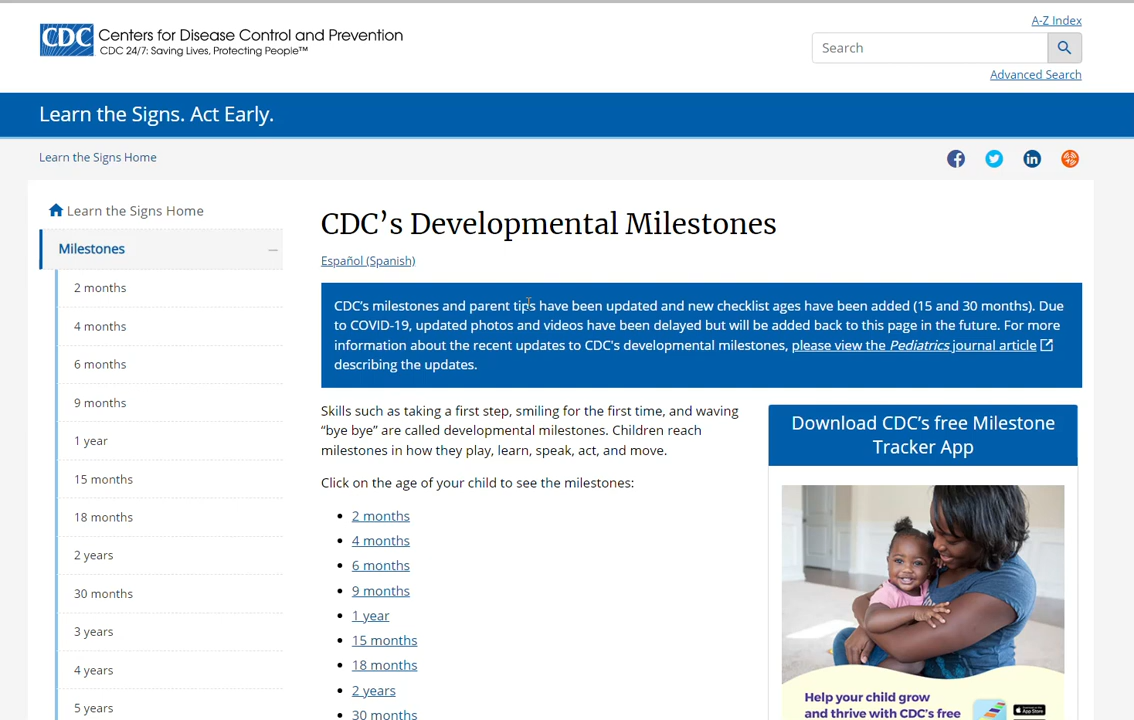 A-Z Index
CDC Centers for Disease Control and Prevention
CDC 24/7: Saving Lives, Protecting People™
Search
Advanced Search
Learn the Signs. Act Early.
Learn the Signs Home
Learn the Signs Home
Milestones
2 months
4 months
6 months
9 months
1 year
15 months
18 months
2 years
30 months
3 years
4 years
5 years
CDC’s Developmental Milestones
Español (Spanish)
CDC’s milestones and parent tips have been updated and new checklist ages have been added (15 and 30 months). Due
to COVID-19, updated photos and videos have been delayed but will be added back to this page in the future. For more
information about the recent updates to CDC’s developmental milestones, please view the Pediatrics journal article
describing the updates.
Skills such as taking a first step, smiling for the first time, and waving
“bye bye” are called developmental milestones. Children reach
milestones in how they play, learn, speak, act, and move.
Click on the age of your child to see the milestones:
2 months
4 months
6 months
9 months
1 year
15 months
18 months
2 years
30 months
Download CDC’s free Milestone
Tracker App
Help your child grow
and thrive with CDC’s free
App Store